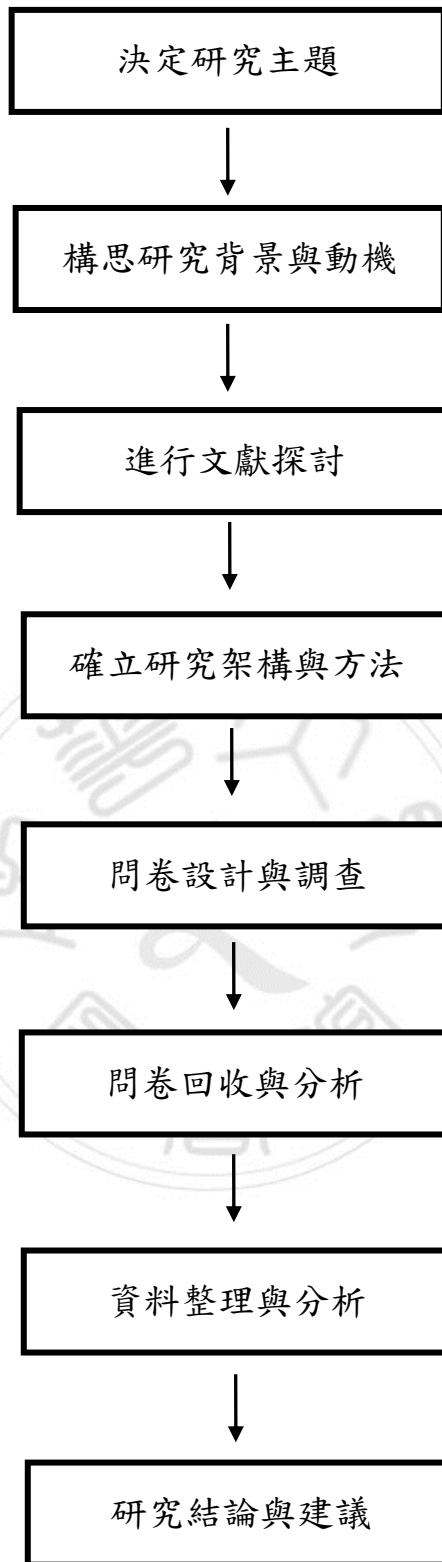 決定研究主題
構思研究背景與動機
進行文獻探討
確立研究架構與方法
問卷設計與調查
問卷回收與分析
資料整理與分析
研究結論與建議